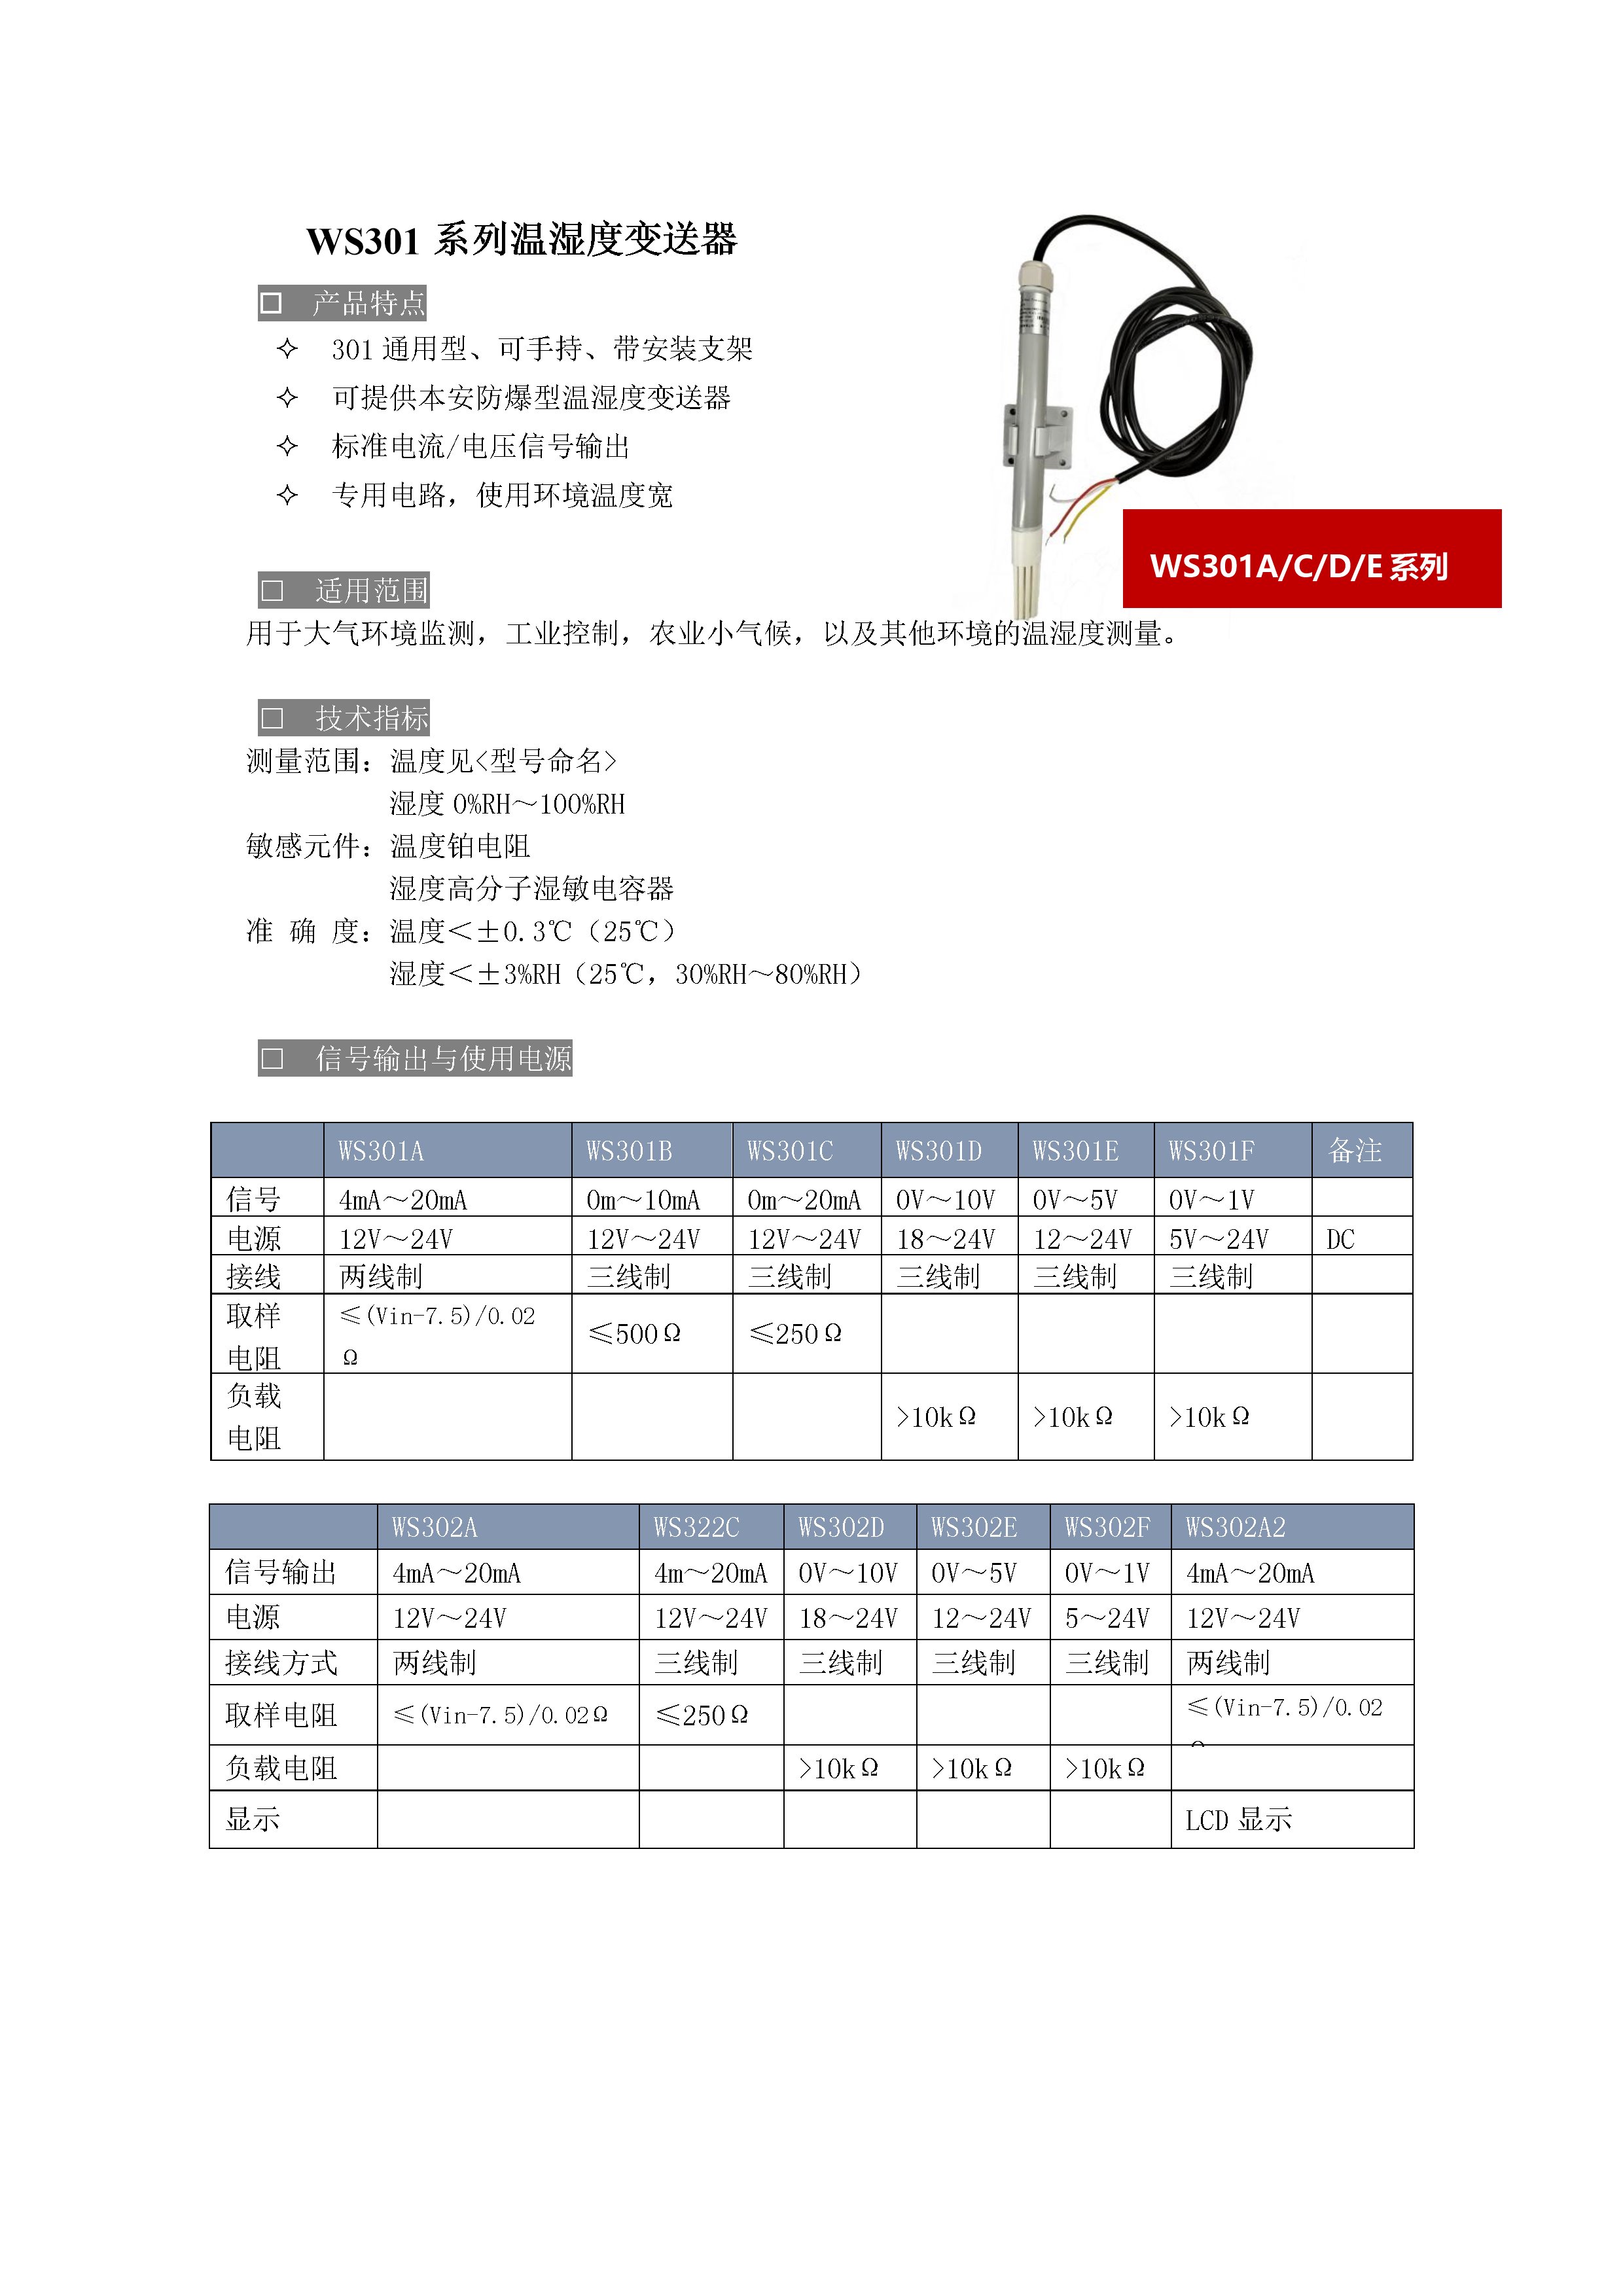 WS301 系列温湿度变送器
□ 产品特点
✧ 301 通用型、可手持、带安装支架
✧ 可提供本安防爆型温湿度变送器
✧ 标准电流/电压信号输出
✧ 专用电路，使用环境温度宽
WS301A/C/D/E 系列
□ 适用范围
用于大气环境监测，工业控制，农业小气候，以及其他环境的温湿度测量。
□ 技术指标
测量范围：温度见<型号命名>
湿度 0%RH～100%RH
敏感元件：温度铂电阻
湿度高分子湿敏电容器
准 确 度：温度＜±0.3℃（25℃）
湿度＜±3%RH（25℃，30%RH～80%RH）
□ 信号输出与使用电源
WS301A WS301B WS301C WS301D WS301E WS301F 备注
信号 4mA～20mA 0m～10mA 0m～20mA 0V～10V 0V～5V 0V～1V
电源 12V～24V 12V～24V 12V～24V 18～24V 12～24V 5V～24V DC
接线 两线制 三线制 三线制 三线制 三线制 三线制
取样电阻 ≤(Vin-7.5)/0.02Ω ≤500Ω ≤250Ω
负载电阻 >10kΩ >10kΩ >10kΩ
WS302A WS322C WS302D WS302E WS302F WS302A2
信号输出 4mA～20mA 4m～20mA 0V～10V 0V～5V 0V～1V 4mA～20mA
电源 12V～24V 12V～24V 18～24V 12～24V 5～24V 12V～24V
接线方式 两线制 三线制 三线制 三线制 三线制 两线制
取样电阻 ≤(Vin-7.5)/0.02Ω ≤250Ω ≤(Vin-7.5)/0.02
负载电阻 >10kΩ >10kΩ >10kΩ
显示 LCD 显示